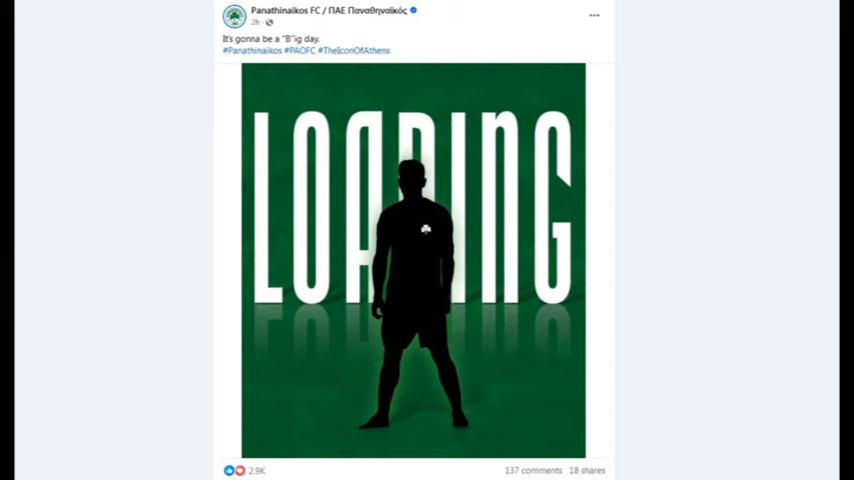 Panathinaikos FC / ΠΑΕ Παναθηναϊκός
2h
It's gonna be a "B"ig day.
#Panathinaikos #PAOFC #TheIconOfAthens
LOADING
2.9K 137 comments 18 shares